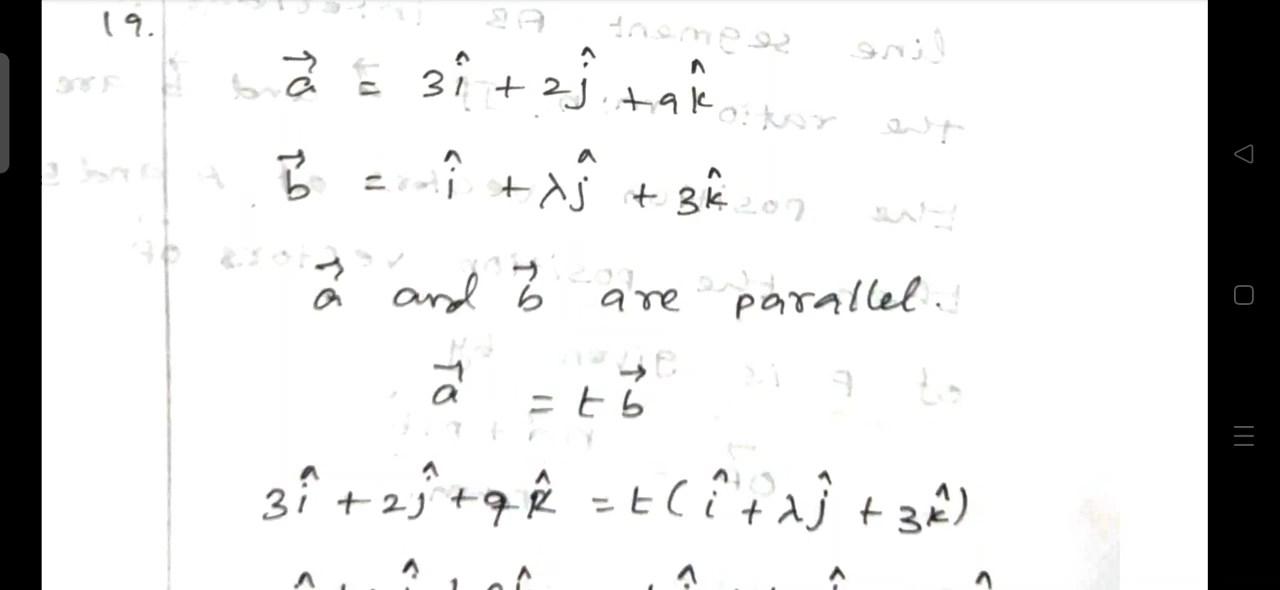 19.
a⃗ = 3î + 2ĵ + 9k̂
b⃗ = î + λĵ + 3k̂
a⃗ and b⃗ are parallel.
a⃗ = t b⃗
3î + 2ĵ + 9k̂ = t ( î + λĵ + 3k̂ )